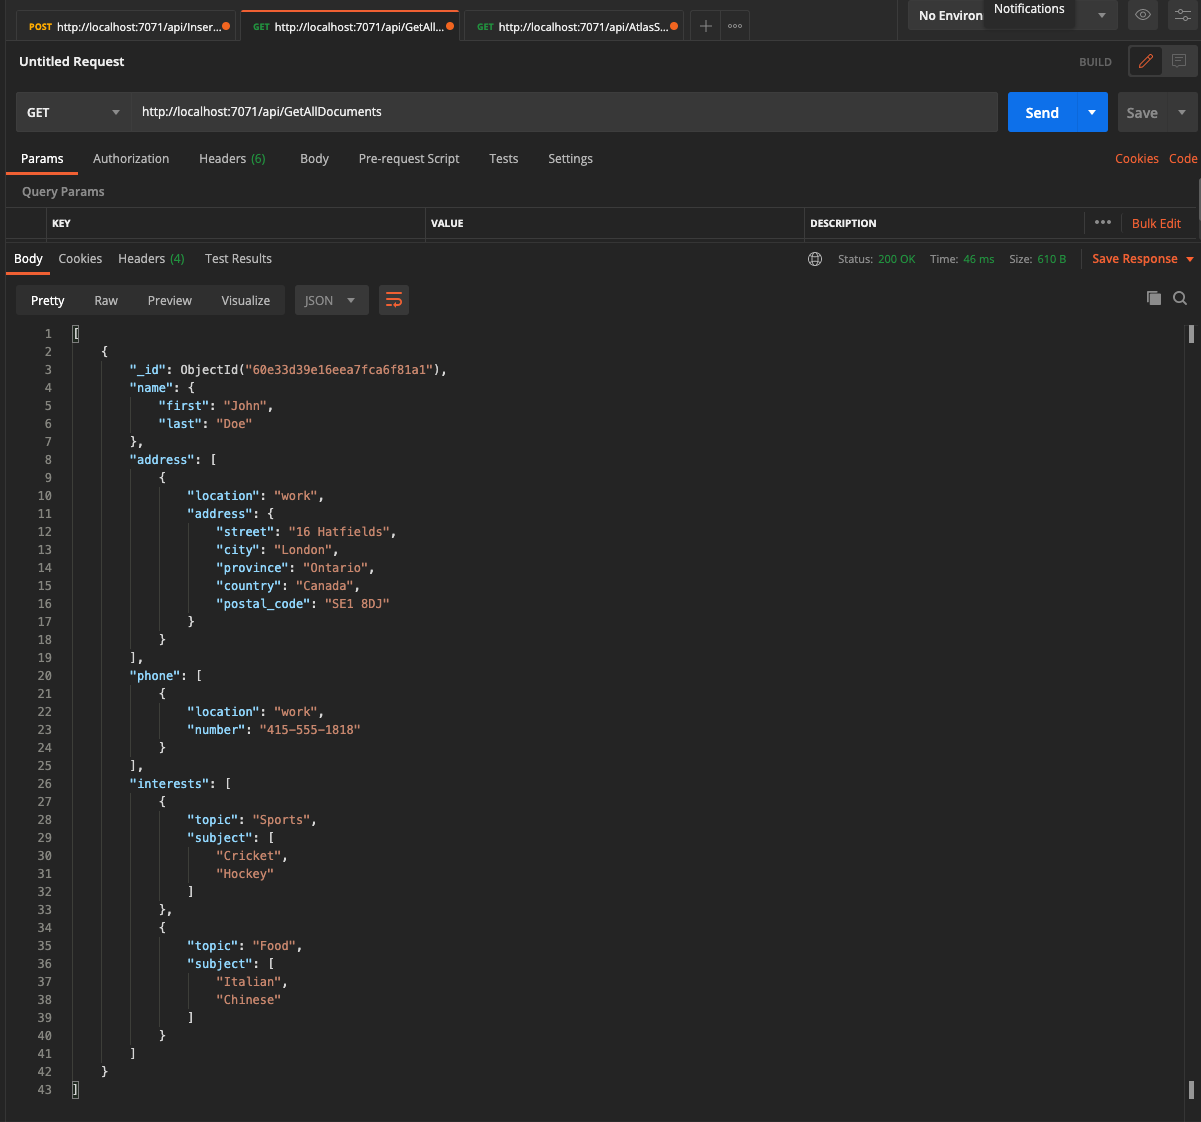 POST http://localhost:7071/api/Inser...
GET http://localhost:7071/api/GetAll...
GET http://localhost:7071/api/AtlasS...
No Environ
Notifications
Untitled Request
BUILD
GET
http://localhost:7071/api/GetAllDocuments
Send
Save
Params
Authorization
Headers (6)
Body
Pre-request Script
Tests
Settings
Cookies
Code
Query Params
KEY
VALUE
DESCRIPTION
Bulk Edit
Body
Cookies
Headers (4)
Test Results
Status: 200 OK
Time: 46 ms
Size: 610 B
Save Response
Pretty
Raw
Preview
Visualize
JSON
1 [
2 {
3 "_id": ObjectId("60e33d39e16eea7fca6f81a1"),
4 "name": {
5 "first": "John",
6 "last": "Doe"
7 },
8 "address": [
9 {
10 "location": "work",
11 "address": {
12 "street": "16 Hatfields",
13 "city": "London",
14 "province": "Ontario",
15 "country": "Canada",
16 "postal_code": "SE1 8DJ"
17 }
18 }
19 ],
20 "phone": [
21 {
22 "location": "work",
23 "number": "415-555-1818"
24 }
25 ],
26 "interests": [
27 {
28 "topic": "Sports",
29 "subject": [
30 "Cricket",
31 "Hockey"
32 ]
33 },
34 {
35 "topic": "Food",
36 "subject": [
37 "Italian",
38 "Chinese"
39 ]
40 }
41 ]
42 }
43 ]